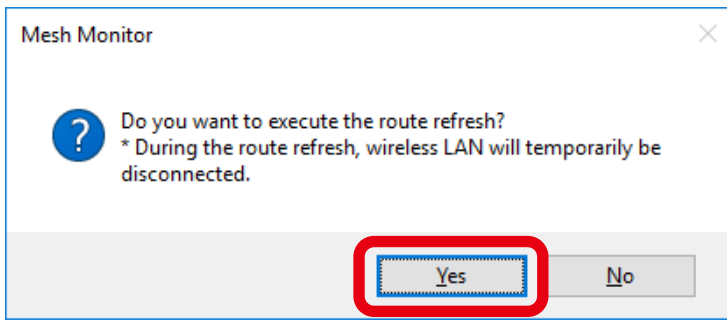 Mesh Monitor
Do you want to execute the route refresh?
* During the route refresh, wireless LAN will temporarily be
disconnected.
Yes
No